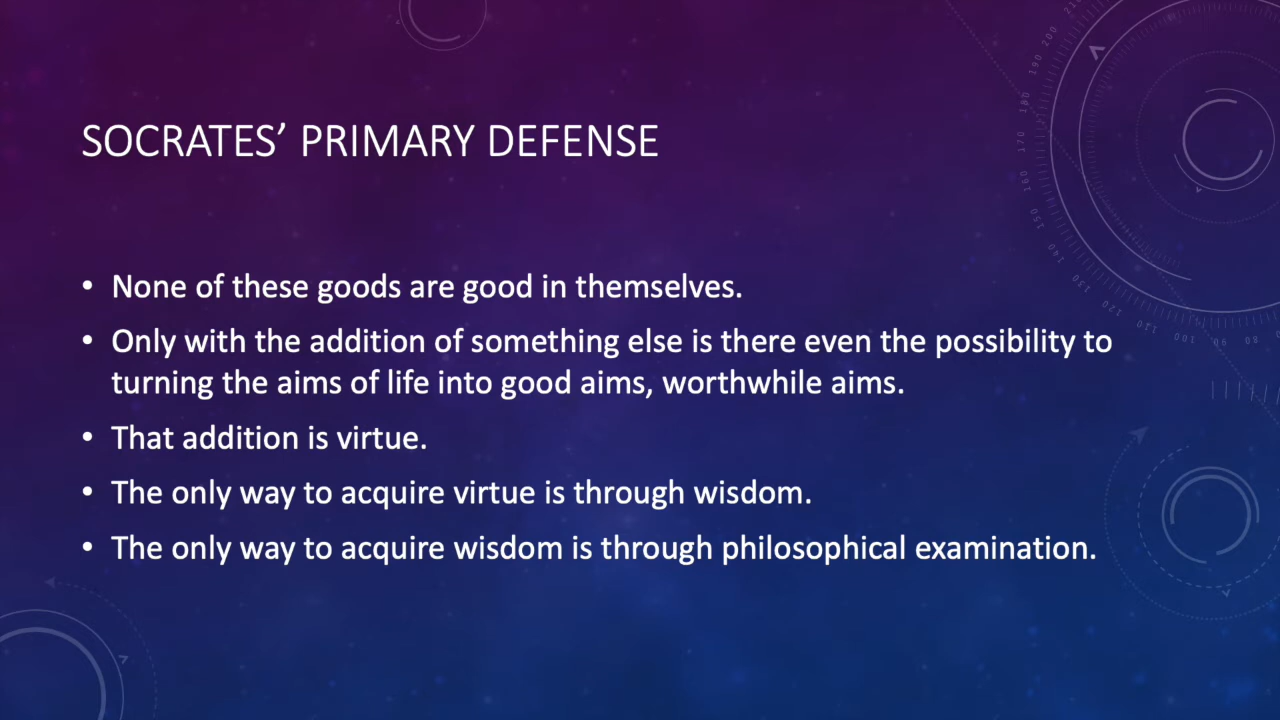 SOCRATES’ PRIMARY DEFENSE
• None of these goods are good in themselves.
• Only with the addition of something else is there even the possibility to
turning the aims of life into good aims, worthwhile aims.
• That addition is virtue.
• The only way to acquire virtue is through wisdom.
• The only way to acquire wisdom is through philosophical examination.